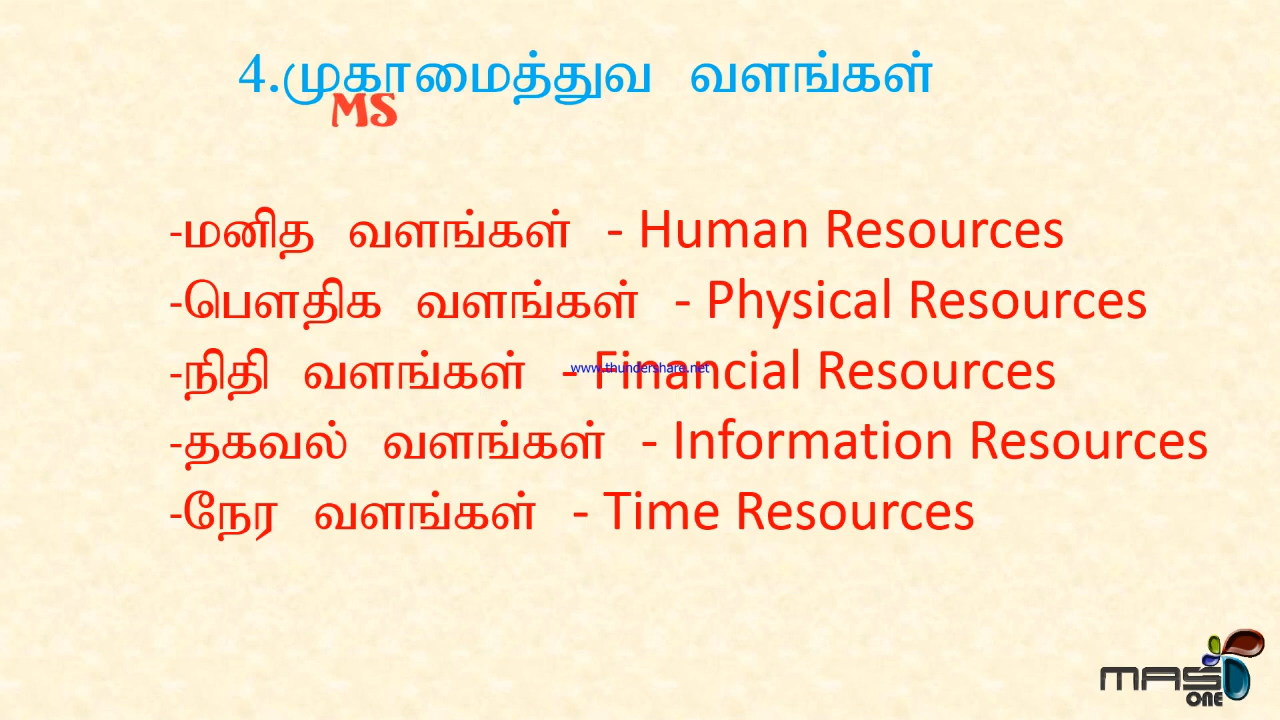 4.முகாமைத்துவ வளங்கள்
MS
-மனித வளங்கள் - Human Resources
-பௌதிக வளங்கள் - Physical Resources
-நிதி வளங்கள் - Financial Resources
www.thundershare.net
-தகவல் வளங்கள் - Information Resources
-நேர வளங்கள் - Time Resources
MAS
ONE